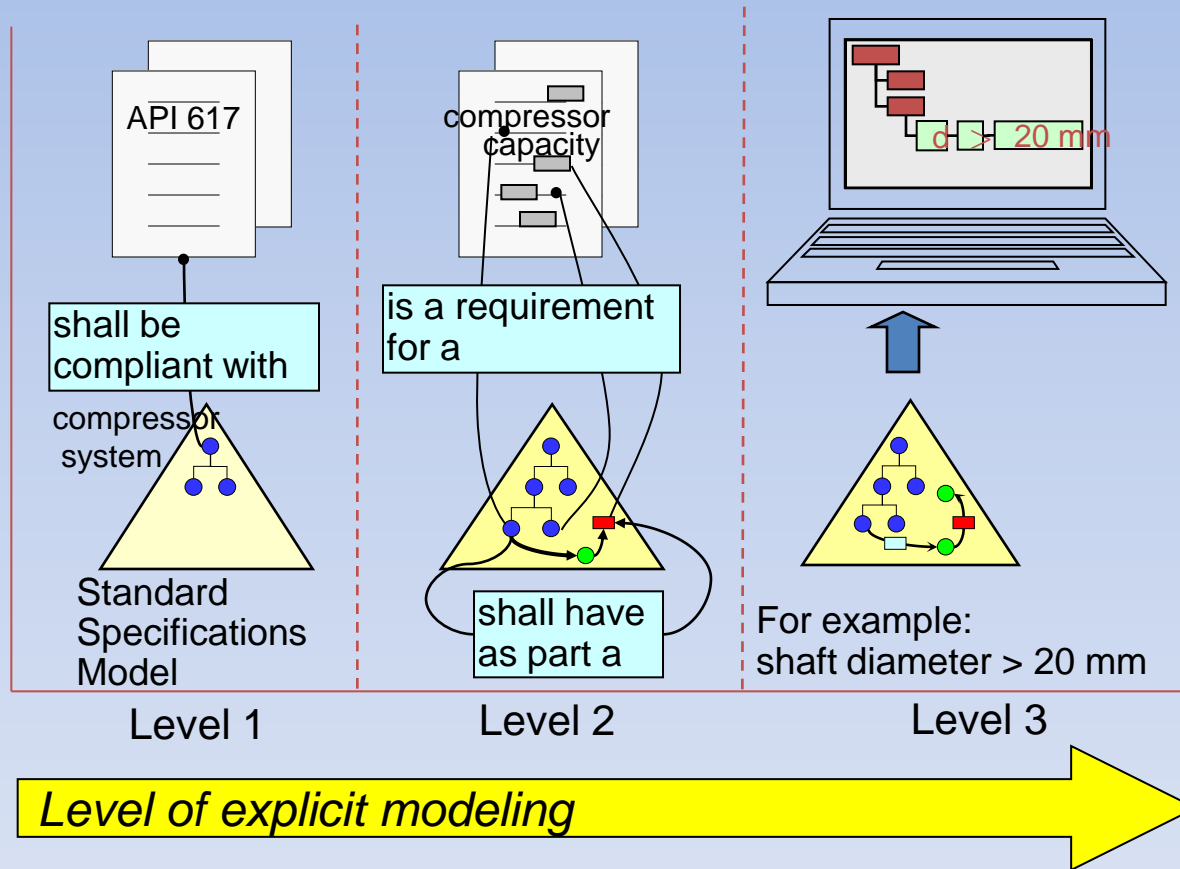 API 617
shall be
compliant with
compressor
system
Standard
Specifications
Model
Level 1
compressor
capacity
is a requirement
for a
shall have
as part a
Level 2
d > 20 mm
For example:
shaft diameter > 20 mm
Level 3
Level of explicit modeling